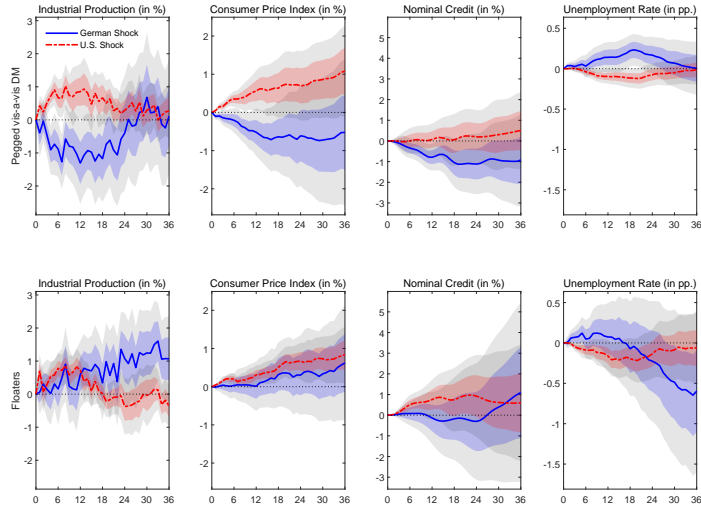 Industrial Production (in %)
Consumer Price Index (in %)
Nominal Credit (in %)
Unemployment Rate (in pp.)
Pegged vis-a-vis DM
German Shock
U.S. Shock
3
2
1
0
-1
-2
2
1
0
-1
-2
5
4
3
2
1
0
-1
-2
-3
0.5
0
-0.5
-1
-1.5
0 6 12 18 24 30 36
0 6 12 18 24 30 36
0 6 12 18 24 30 36
0 6 12 18 24 30 36
Industrial Production (in %)
Consumer Price Index (in %)
Nominal Credit (in %)
Unemployment Rate (in pp.)
Floaters
3
2
1
0
-1
-2
2
1
0
-1
-2
5
4
3
2
1
0
-1
-2
-3
0.5
0
-0.5
-1
-1.5
0 6 12 18 24 30 36
0 6 12 18 24 30 36
0 6 12 18 24 30 36
0 6 12 18 24 30 36